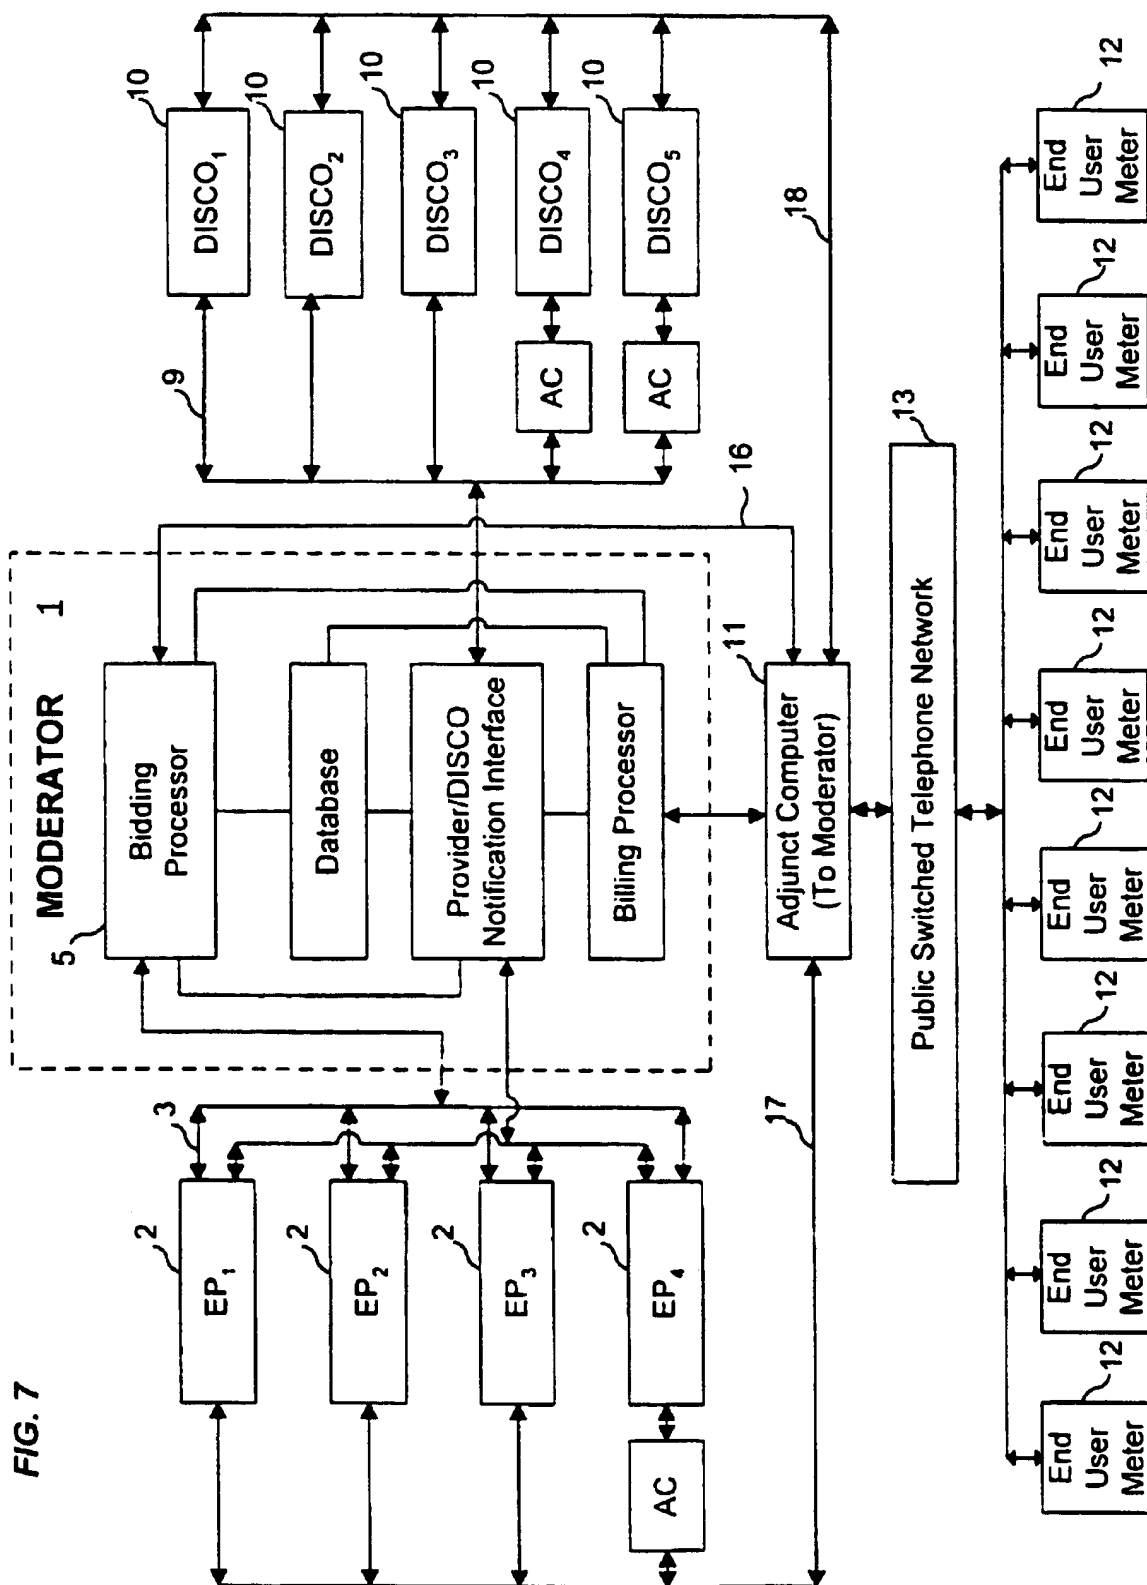 FIG. 7
MODERATOR
1
5
Bidding
Processor
Database
Provider/DISCO
Notification Interface
Billing Processor
3
2
EP1
2
EP2
2
EP3
2
EP4
AC
9
10
DISCO1
10
DISCO2
10
DISCO3
10
DISCO4
10
DISCO5
AC
AC
16
17
18
11
Adjunct Computer
(To Moderator)
13
Public Switched Telephone Network
12
End
User
Meter
12
End
User
Meter
12
End
User
Meter
12
End
User
Meter
12
End
User
Meter
12
End
User
Meter
12
End
User
Meter
12
End
User
Meter